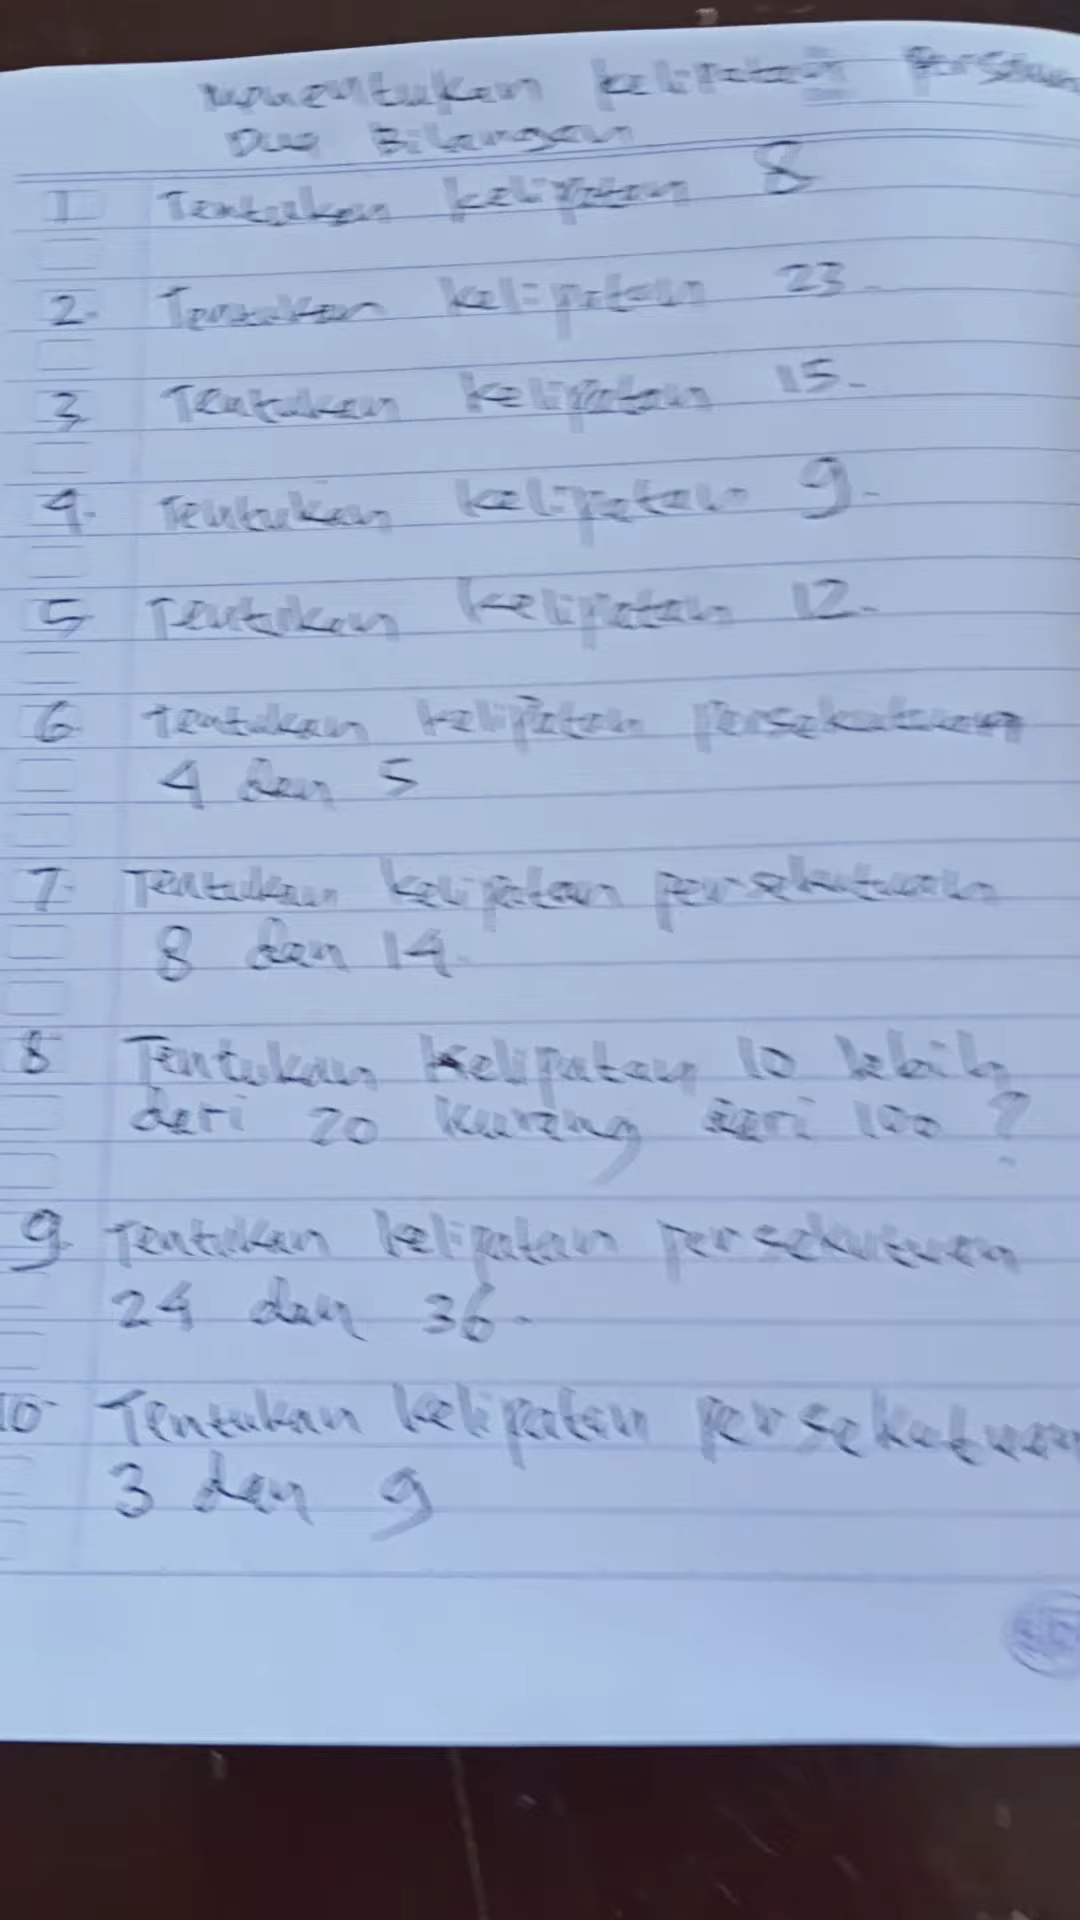 Menentukan kelipatan
Dua Bilangan
1 Tentukan kelipatan 8
2. Tentukan kelipatan 23.
3 Tentukan kelipatan 15.
4. Tentukan kelipatan 9.
5 Tentukan kelipatan 12.
6 tentukan kelipatan persekutuan
4 dan 5
7. Tentukan kelipatan persekutuan
8 dan 14.
8 Tentukan kelipatan 10 lebih
dari 20 kurang dari 100 ?
9. Tentukan kelipatan persekutuan
24 dan 36.
10. Tentukan kelipatan persekutuan
3 dan 9